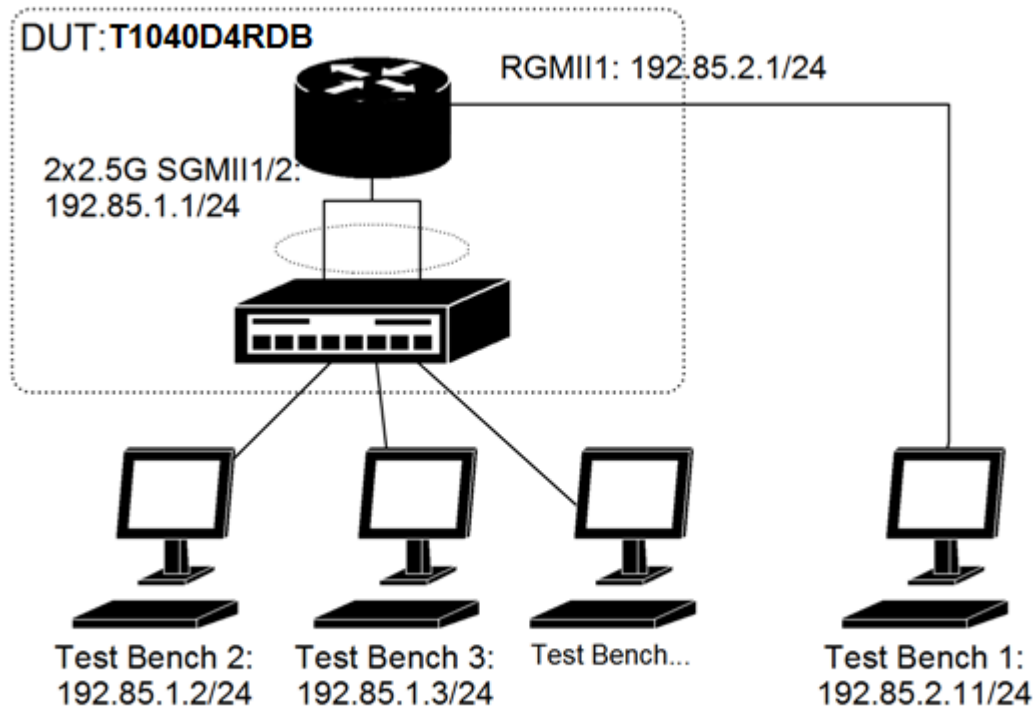 DUT: T1040D4RDB
RGMII1: 192.85.2.1/24
2x2.5G SGMII1/2:
192.85.1.1/24
Test Bench 2:
192.85.1.2/24
Test Bench 3:
192.85.1.3/24
Test Bench...
Test Bench 1:
192.85.2.11/24